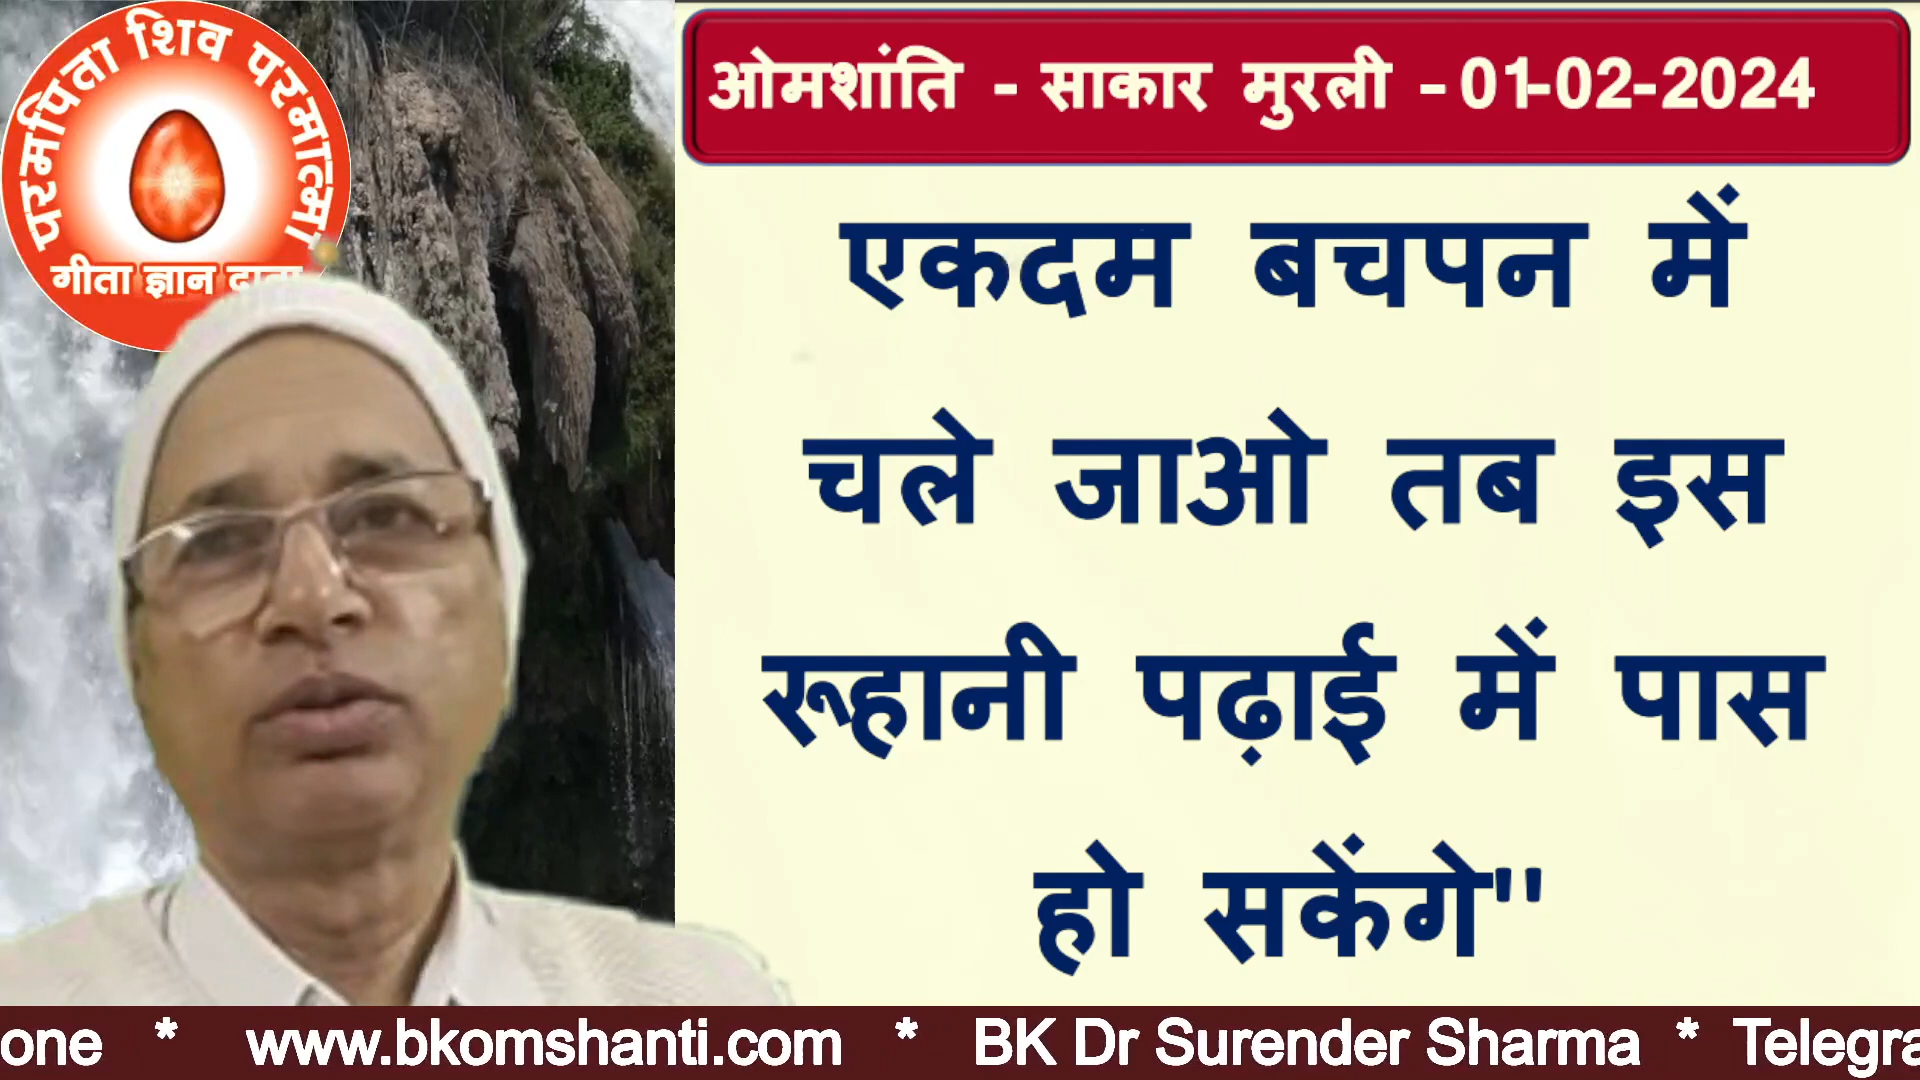 परमपिता शिव परमात्मा
गीता ज्ञान दाता
ओमशांति - साकार मुरली - 01-02-2024
एकदम बचपन में
चले जाओ तब इस
रूहानी पढ़ाई में पास
हो सकेंगे"
one * www.bkomshanti.com * BK Dr Surender Sharma * Telegra